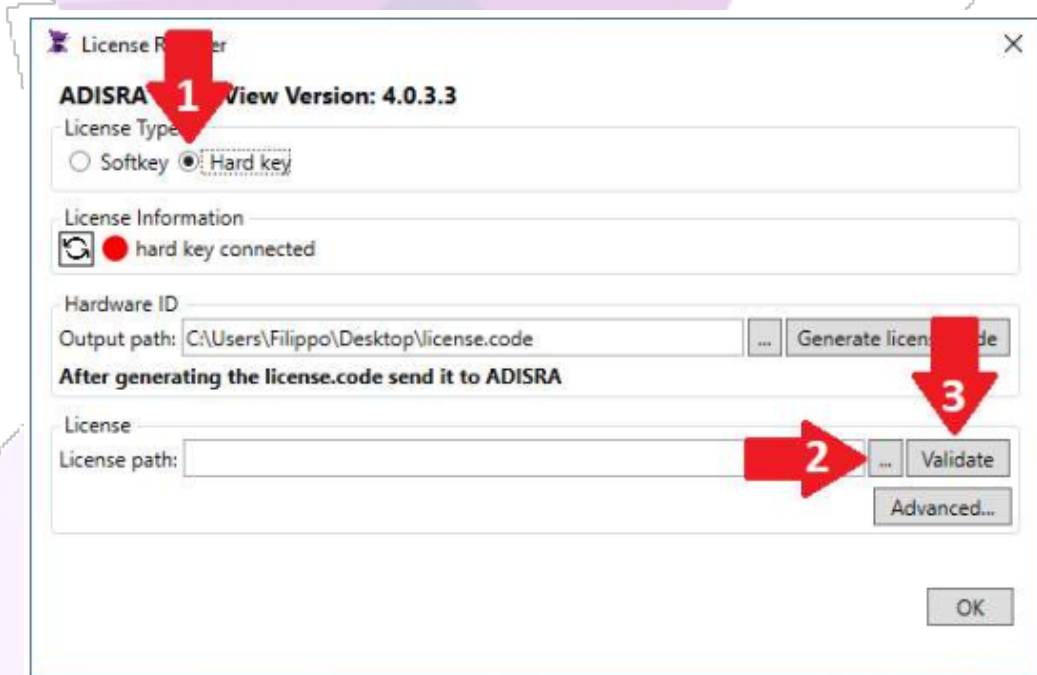 License R er
1
ADISRA View Version: 4.0.3.3
License Type
Softkey Hard key
License Information
hard key connected
Hardware ID
Output path: C:\Users\Filippo\Desktop\license.code ... Generate licen de
After generating the license.code send it to ADISRA
3
License
License path: 2 ... Validate
Advanced...
OK